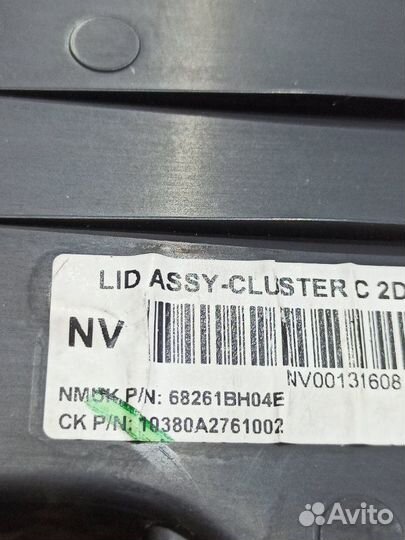 LID ASSY-CLUSTER C 2D
NV
NV00131608
NMUK P/N: 68261BH04E
CK P/N: 10380A2761002
Avito